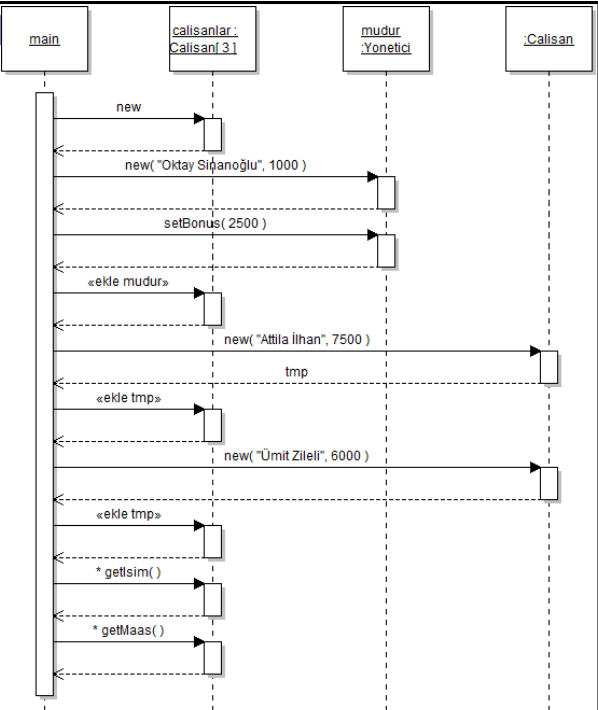 main
calisanlar :
Calisan[ 3 ]
mudur
:Yonetici
:Calisan
new
new( "Oktay Sinanoğlu", 1000 )
setBonus( 2500 )
«ekle mudur»
new( "Attila İlhan", 7500 )
tmp
«ekle tmp»
new( "Ümit Zileli", 6000 )
«ekle tmp»
* getIsim( )
* getMaas( )